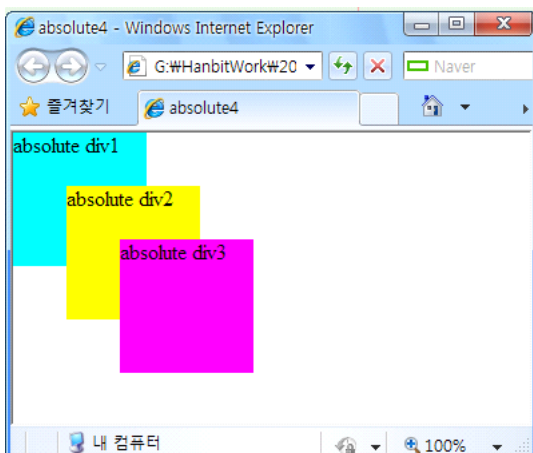 absolute4 - Windows Internet Explorer
G:₩HanbitWork₩20
Naver
즐겨찾기
absolute4
absolute div1
absolute div2
absolute div3
내 컴퓨터
100%